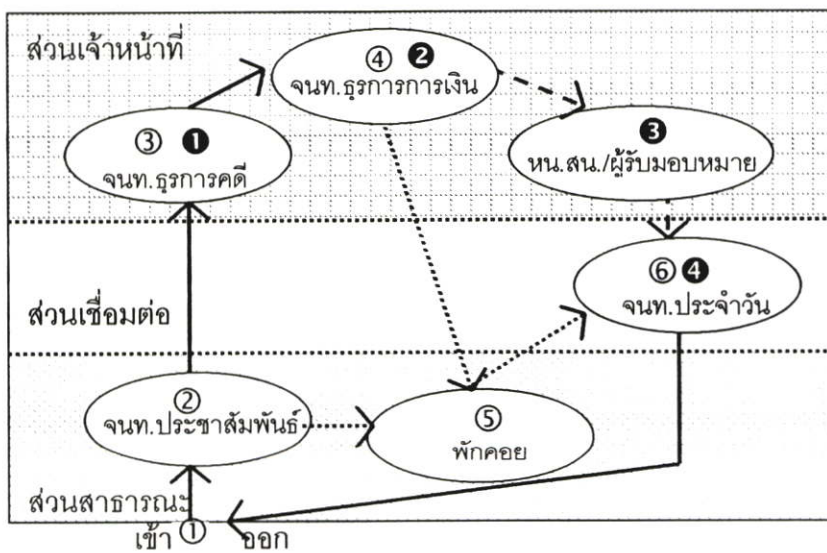 ส่วนเจ้าหน้าที่
④ ❷
จนท.ธุรการการเงิน
③ ❶
จนท.ธุรการคดี
❸
หน.สน./ผู้รับมอบหมาย
ส่วนเชื่อมต่อ
⑥ ❹
จนท.ประจำวัน
②
จนท.ประชาสัมพันธ์
⑤
พักคอย
ส่วนสาธารณะ
เข้า ① ออก